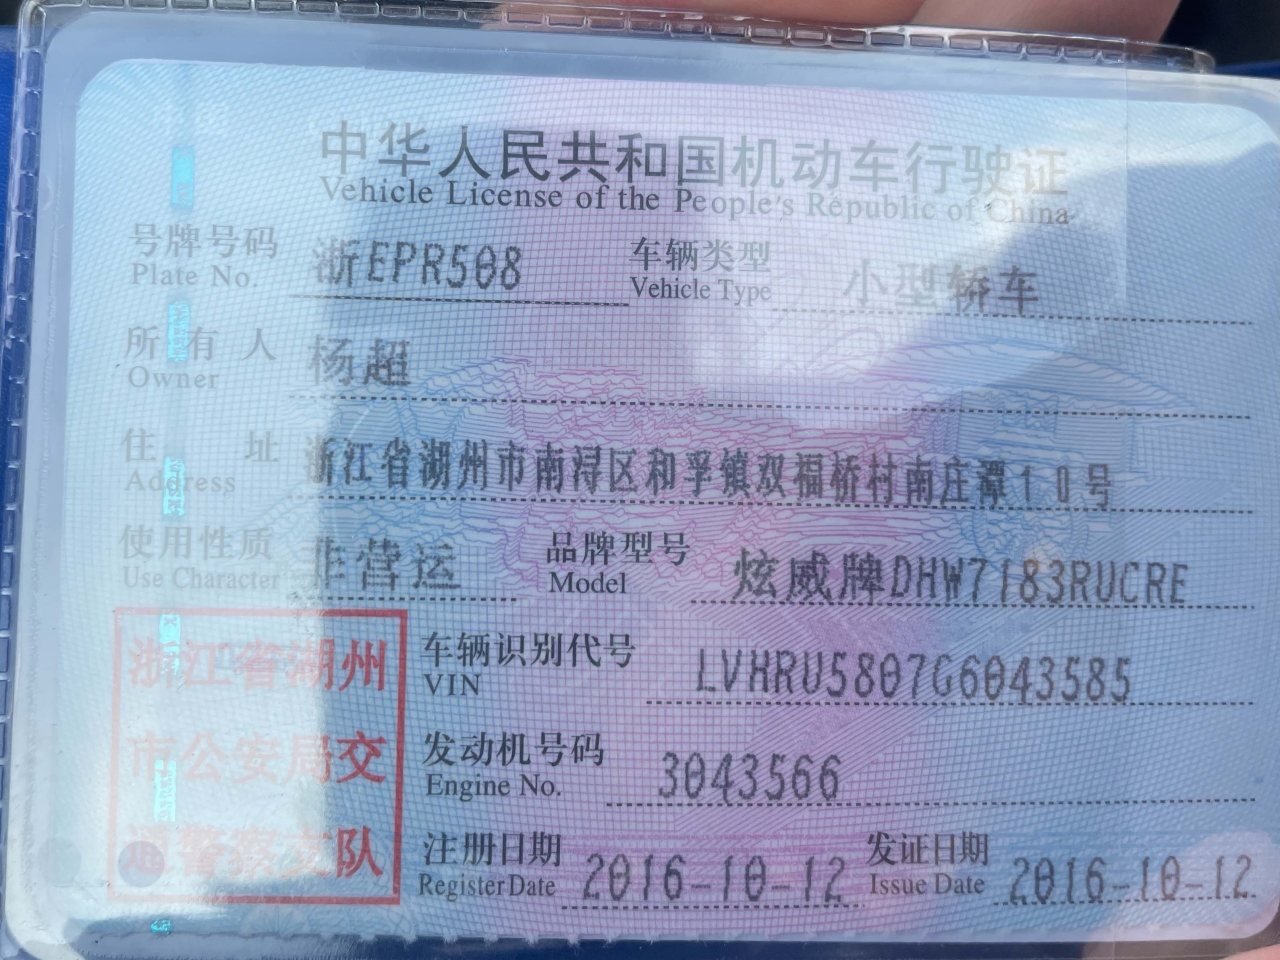 中华人民共和国机动车行驶证
Vehicle License of the People's Republic of China
号牌号码 浙EPR508 车辆类型 小型轿车
Plate No. Vehicle Type
所有人 杨超
Owner
住址 浙江省湖州市南浔区和孚镇双福桥村南庄潭10号
Address
使用性质 非营运 品牌型号 炫威牌DHW7183RUCRE
Use Character Model
浙江省湖州
市公安局交
通警察支队
车辆识别代号 LVHRU5807G6043585
VIN
发动机号码 3043566
Engine No.
注册日期 2016-10-12 发证日期 2016-10-12
Register Date Issue Date